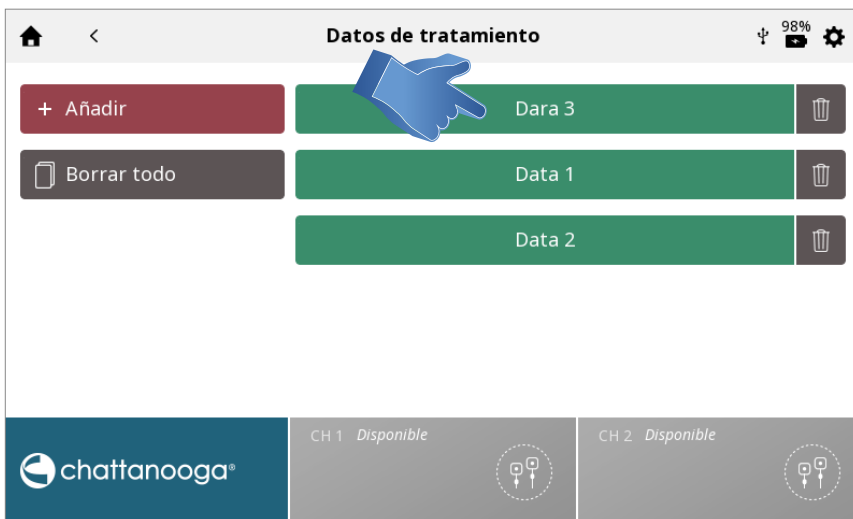 Datos de tratamiento
98%
+ Añadir
Dara 3
Borrar todo
Data 1
Data 2
CH 1 Disponible
CH 2 Disponible
chattanooga®